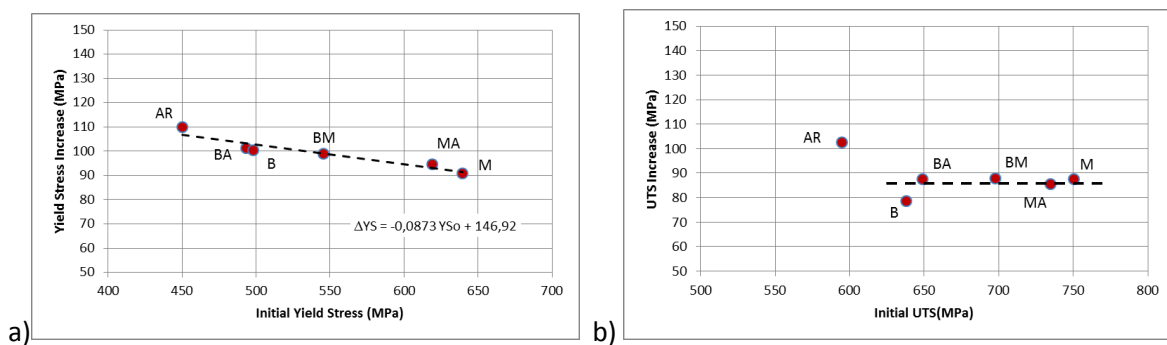 150
140
130
120
110
100
90
80
70
60
50
Yield Stress Increase (MPa)
AR
BA
B
BM
MA
M
ΔYS = -0,0873 YSo + 146,92
400 450 500 550 600 650 700
Initial Yield Stress (MPa)
a)
150
140
130
120
110
100
90
80
70
60
50
UTS Increase (MPa)
AR
BA
B
BM
MA
M
500 550 600 650 700 750 800
Initial UTS(MPa)
b)